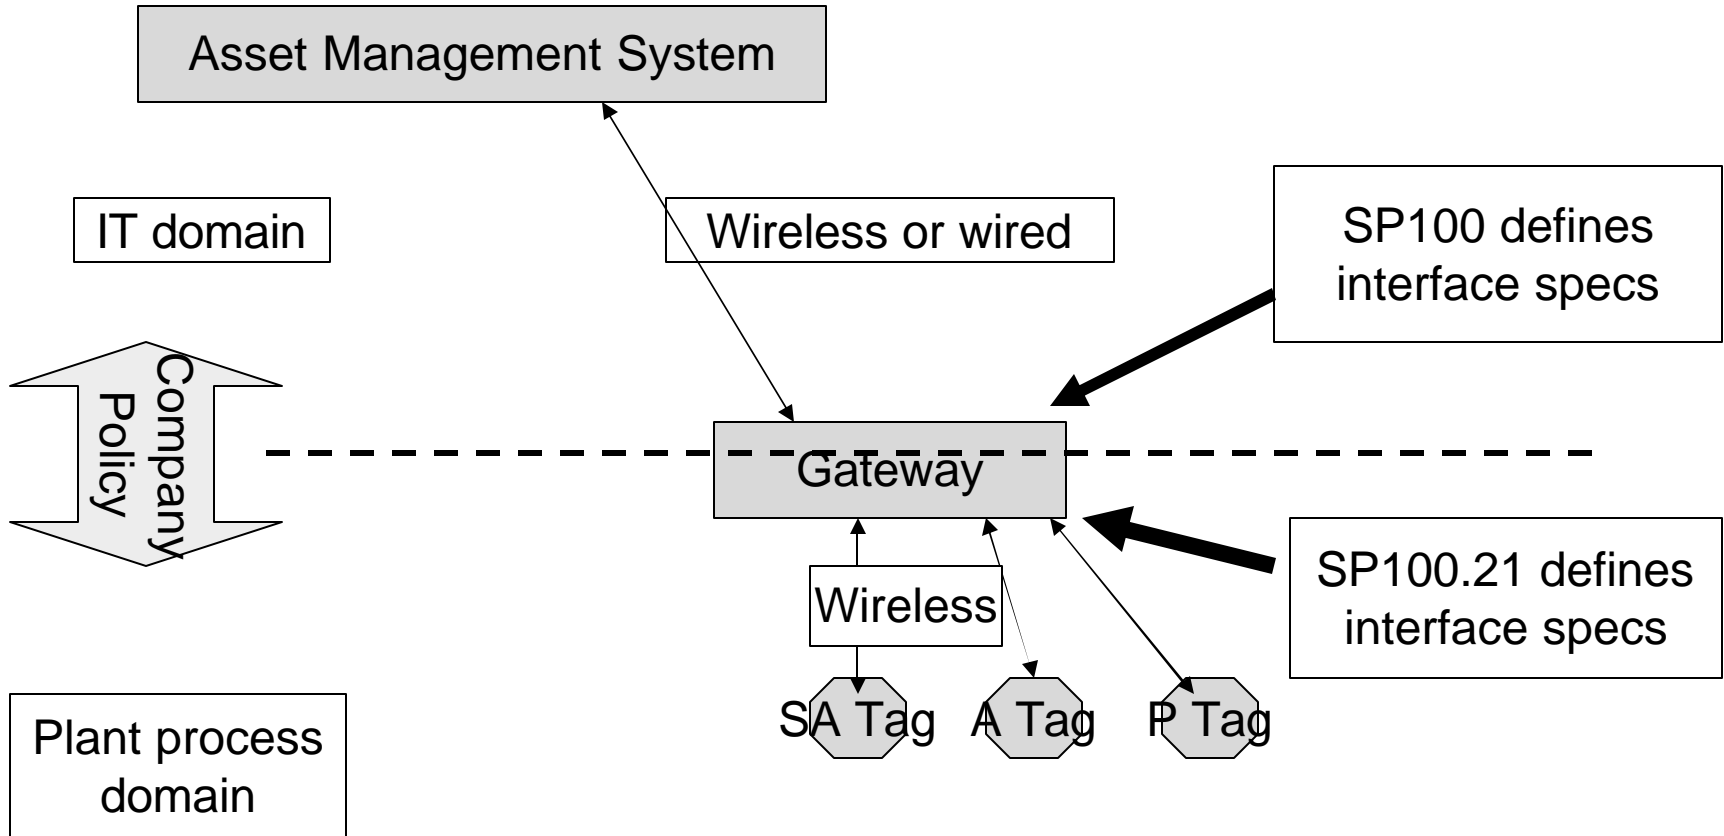 Asset Management System
IT domain
Wireless or wired
SP100 defines
interface specs
Company
Policy
Gateway
SP100.21 defines
interface specs
Wireless
SA Tag
A Tag
P Tag
Plant process
domain